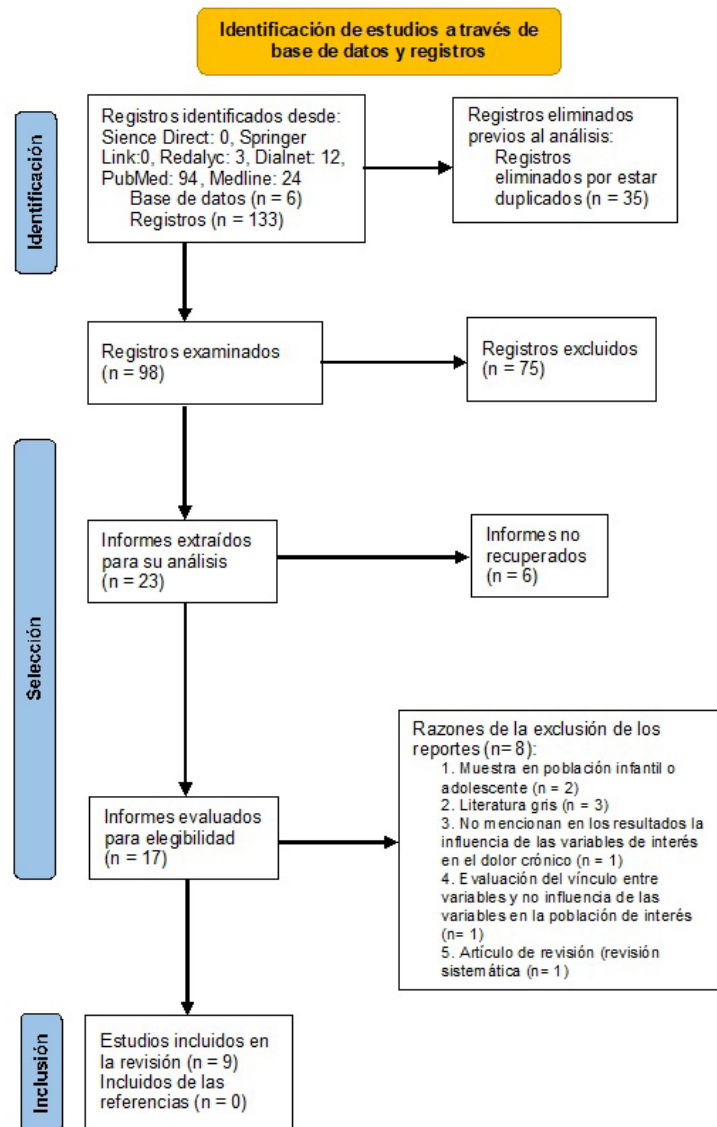 Identificación de estudios a través de
base de datos y registros
Identificación
Registros identificados desde:
Sience Direct: 0, Springer
Link:0, Redalyc: 3, Dialnet: 12,
PubMed: 94, Medline: 24
Base de datos (n = 6)
Registros (n = 133)
Registros eliminados
previos al análisis:
Registros
eliminados por estar
duplicados (n = 35)
Registros examinados
(n = 98)
Registros excluidos
(n = 75)
Selección
Informes extraídos
para su análisis
(n = 23)
Informes no
recuperados
(n = 6)
Informes evaluados
para elegibilidad
(n = 17)
Razones de la exclusión de los
reportes (n= 8):
1. Muestra en población infantil o
adolescente (n = 2)
2. Literatura gris (n = 3)
3. No mencionan en los resultados la
influencia de las variables de interés
en el dolor crónico (n = 1)
4. Evaluación del vínculo entre
variables y no influencia de las
variables en la población de interés
(n= 1)
5. Artículo de revisión (revisión
sistemática (n= 1)
Inclusión
Estudios incluidos en
la revisión (n = 9)
Incluidos de las
referencias (n = 0)